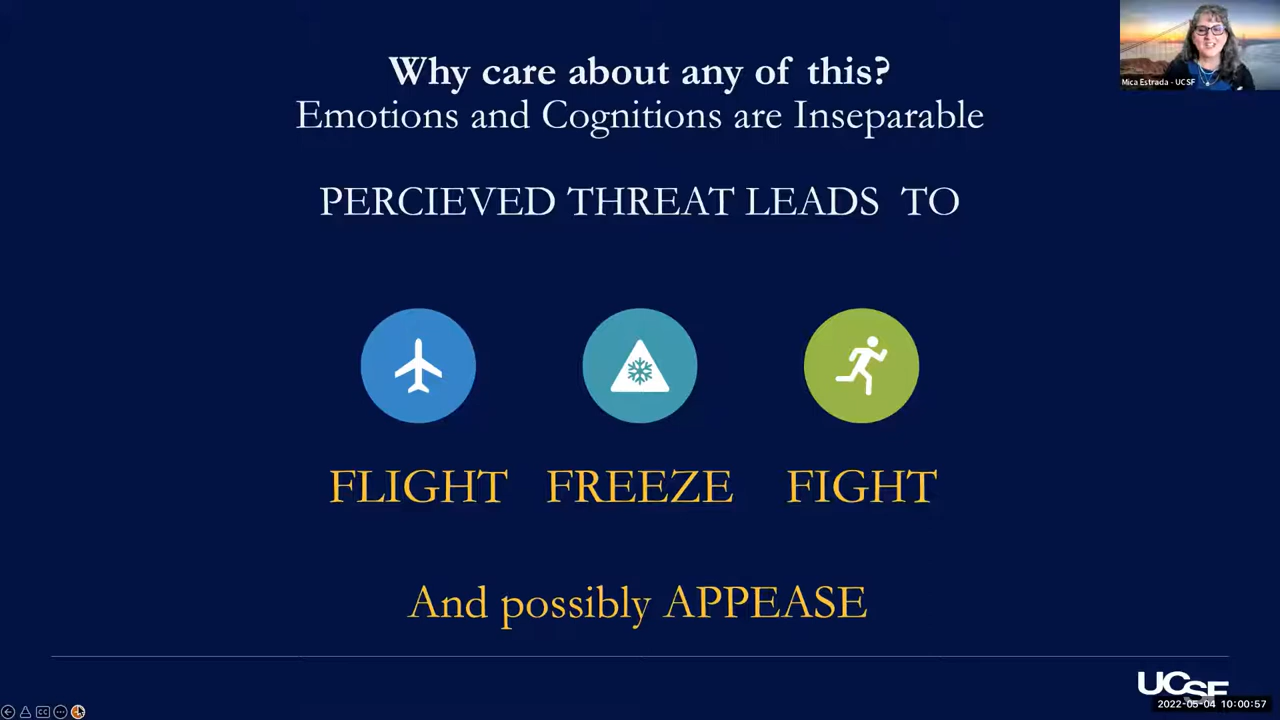 Why care about any of this?
Emotions and Cognitions are Inseparable
PERCIEVED THREAT LEADS TO
FLIGHT FREEZE FIGHT
And possibly APPEASE
Mica Estrada - UCSF
UCSF
2022-05-04 10:00:57
CC